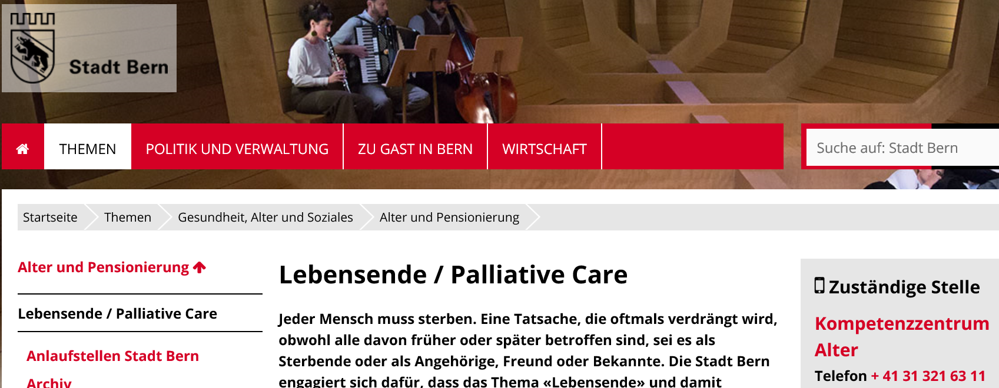 Stadt Bern
THEMEN
POLITIK UND VERWALTUNG
ZU GAST IN BERN
WIRTSCHAFT
Suche auf: Stadt Bern
Startseite
Themen
Gesundheit, Alter und Soziales
Alter und Pensionierung
Alter und Pensionierung
Lebensende / Palliative Care
Anlaufstellen Stadt Bern
Archiv
Lebensende / Palliative Care
Jeder Mensch muss sterben. Eine Tatsache, die oftmals verdrängt wird,
obwohl alle davon früher oder später betroffen sind, sei es als
Sterbende oder als Angehörige, Freund oder Bekannte. Die Stadt Bern
engagiert sich dafür, dass das Thema «Lebensende» und damit
Zuständige Stelle
Kompetenzzentrum
Alter
Telefon + 41 31 321 63 11